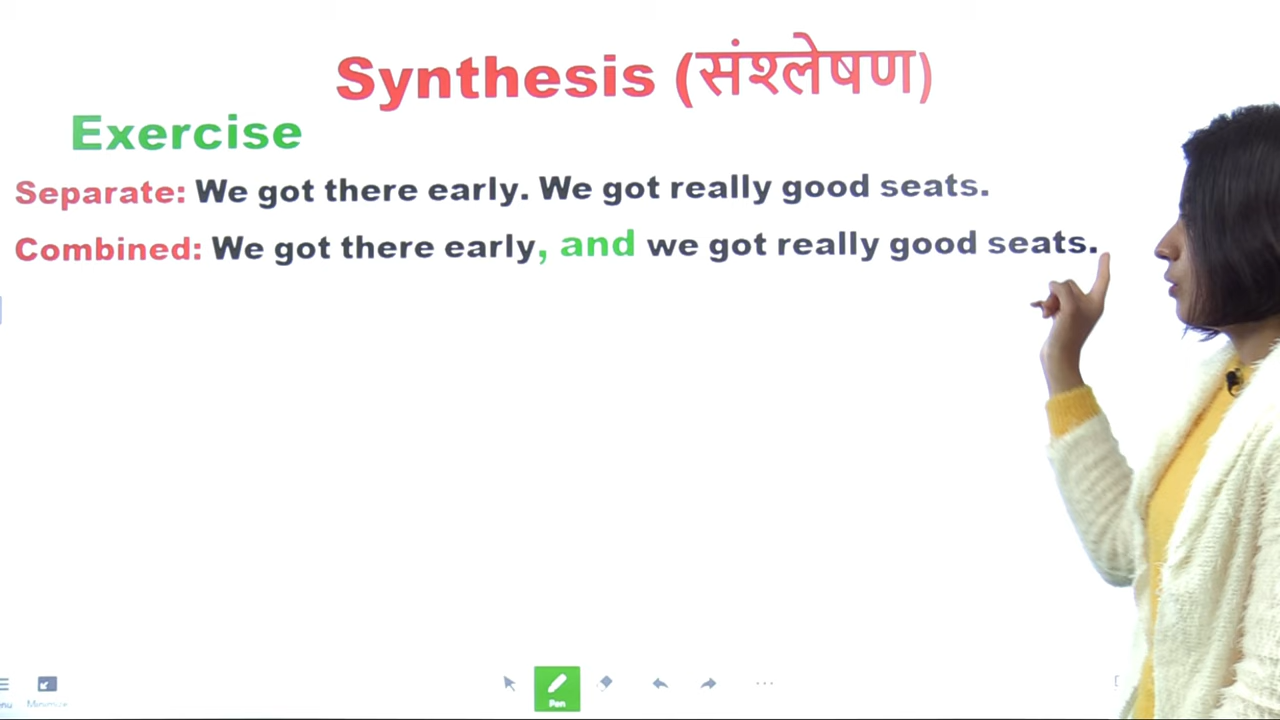 Synthesis (संश्लेषण)
Exercise
Separate: We got there early. We got really good seats.
Combined: We got there early, and we got really good seats.
Minimize
Pen